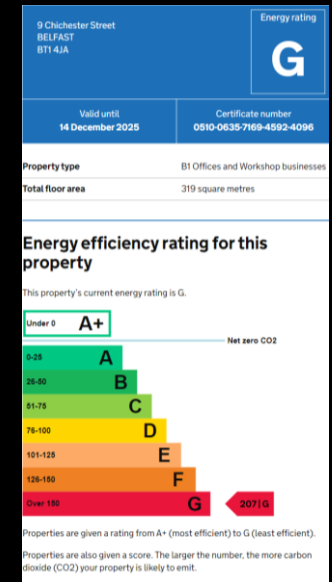 9 Chichester Street
BELFAST
BT1 4JA
Energy rating
G
Valid until
14 December 2025
Certificate number
0510-0635-7169-4592-4096
Property type
B1 Offices and Workshop businesses
Total floor area
319 square metres
Energy efficiency rating for this
property
This property's current energy rating is G.
Under 0 A+
Net zero CO2
0-25 A
26-50 B
51-75 C
76-100 D
101-125 E
126-150 F
Over 150 G 207 | G
Properties are given a rating from A+ (most efficient) to G (least efficient).
Properties are also given a score. The larger the number, the more carbon
dioxide (CO2) your property is likely to emit.